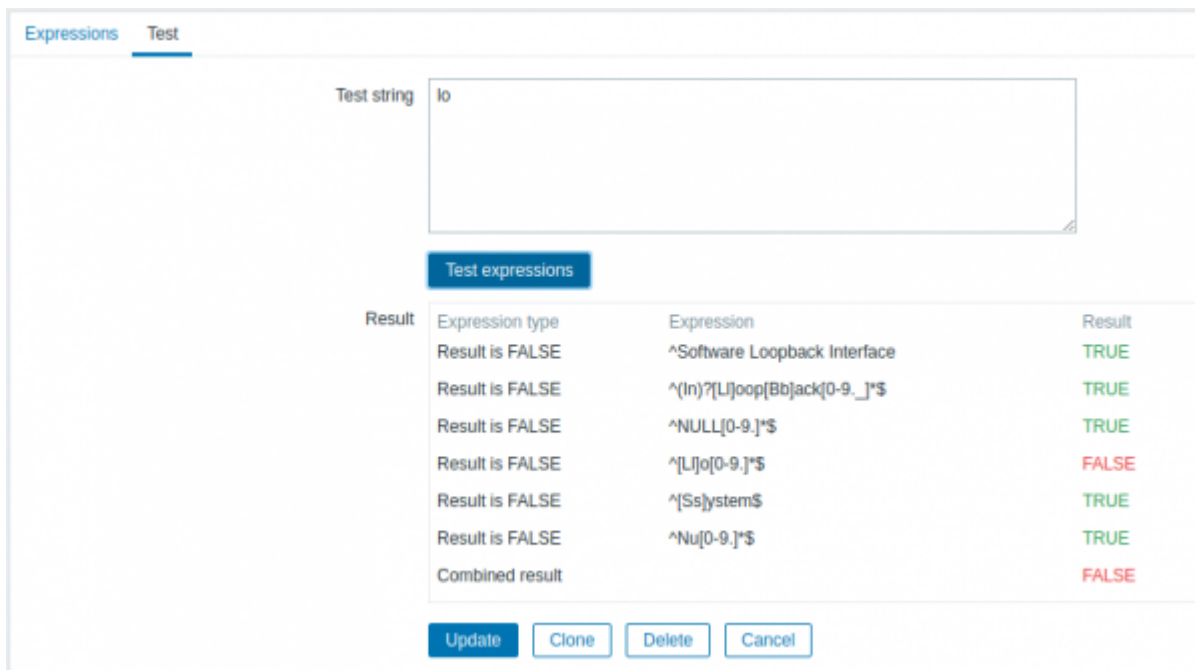 Expressions Test
Test string lo
Test expressions
Result Expression type Expression Result
Result is FALSE ^Software Loopback Interface TRUE
Result is FALSE ^(In)?[Ll]oop[Bb]ack[0-9._]*$ TRUE
Result is FALSE ^NULL[0-9.]*$ TRUE
Result is FALSE ^[Ll]o[0-9.]*$ FALSE
Result is FALSE ^[Ss]ystem$ TRUE
Result is FALSE ^Nu[0-9.]*$ TRUE
Combined result FALSE
Update Clone Delete Cancel